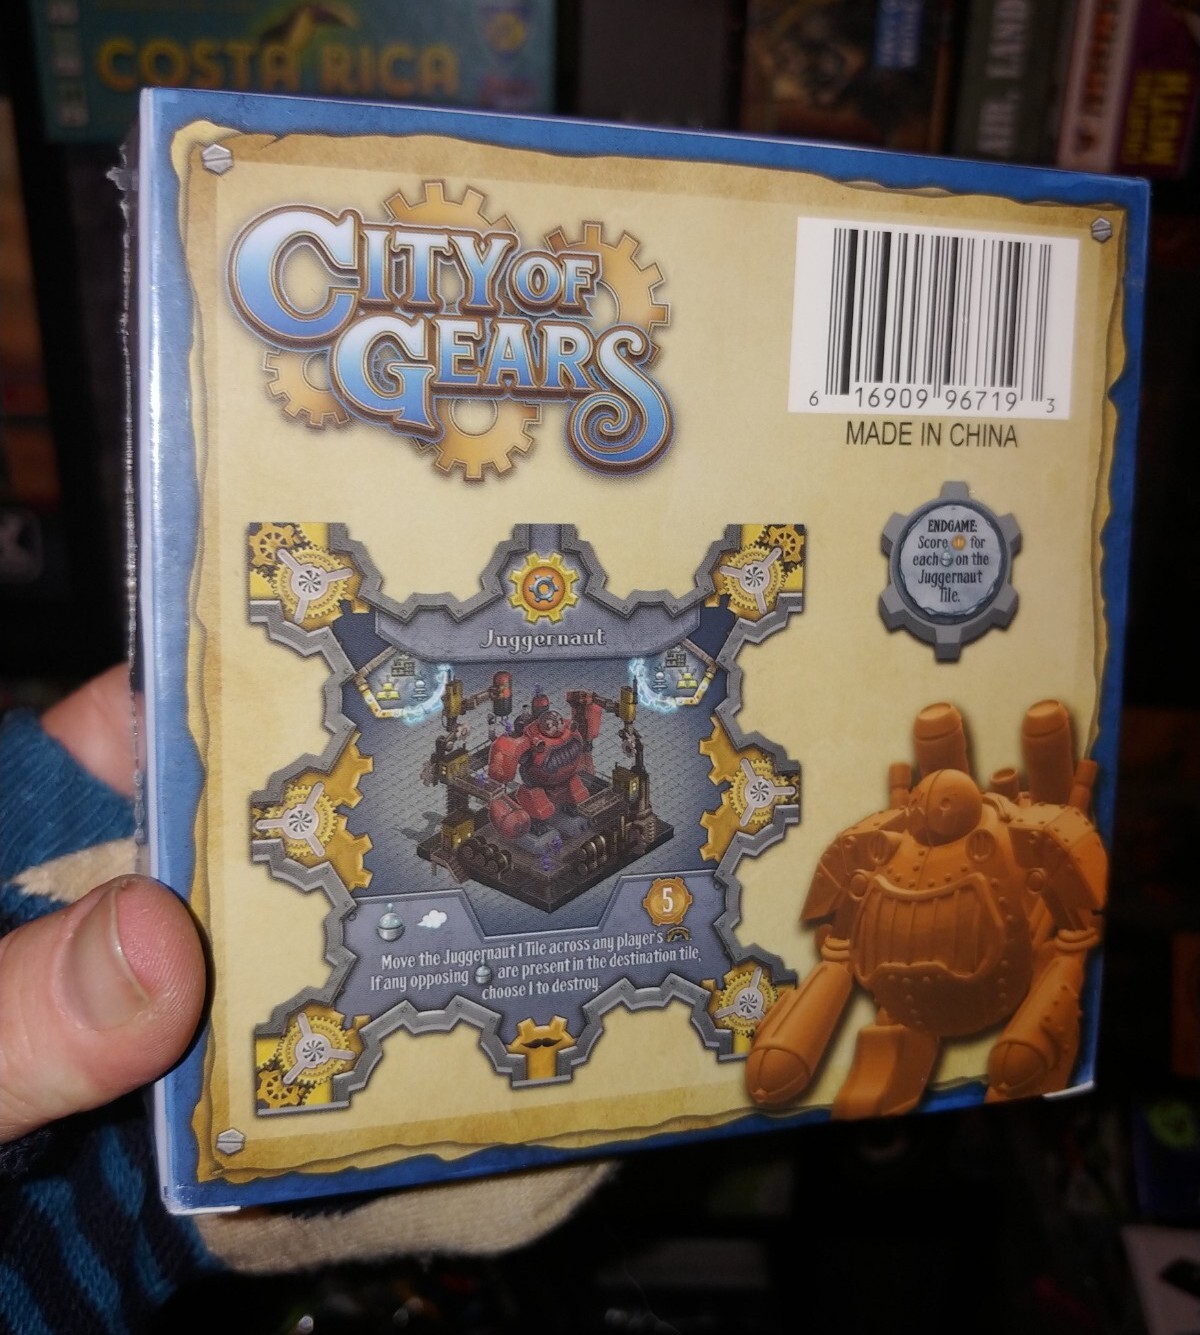 COSTA RICA
AIR, LAND
CITY OF
GEARS
6 16909 96719 3
MADE IN CHINA
ENDGAME:
Score for
each on the
Juggernaut
Tile.
Juggernaut
5
Move the Juggernaut 1 Tile across any player's .
If any opposing are present in the destination tile,
choose 1 to destroy.